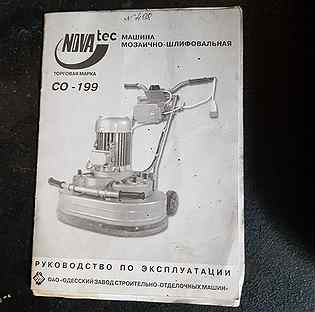 NOVA tec
МАШИНА
МОЗАИЧНО-ШЛИФОВАЛЬНАЯ
ТОРГОВАЯ МАРКА
СО -199
РУКОВОДСТВО ПО ЭКСПЛУАТАЦИИ
ОАО «ОДЕССКИЙ ЗАВОД СТРОИТЕЛЬНО-ОТДЕЛОЧНЫХ МАШИН»